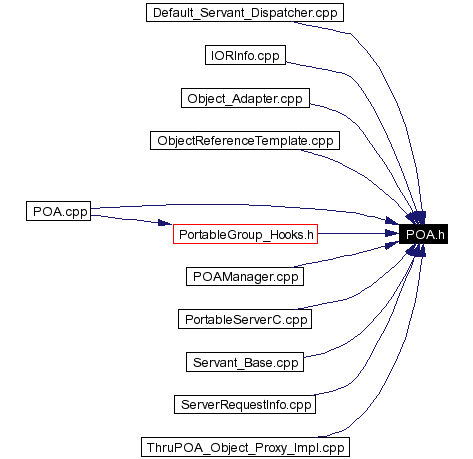 Default_Servant_Dispatcher.cpp
IORInfo.cpp
Object_Adapter.cpp
ObjectReferenceTemplate.cpp
POA.cpp
PortableGroup_Hooks.h
POA.h
POAManager.cpp
PortableServerC.cpp
Servant_Base.cpp
ServerRequestInfo.cpp
ThruPOA_Object_Proxy_Impl.cpp